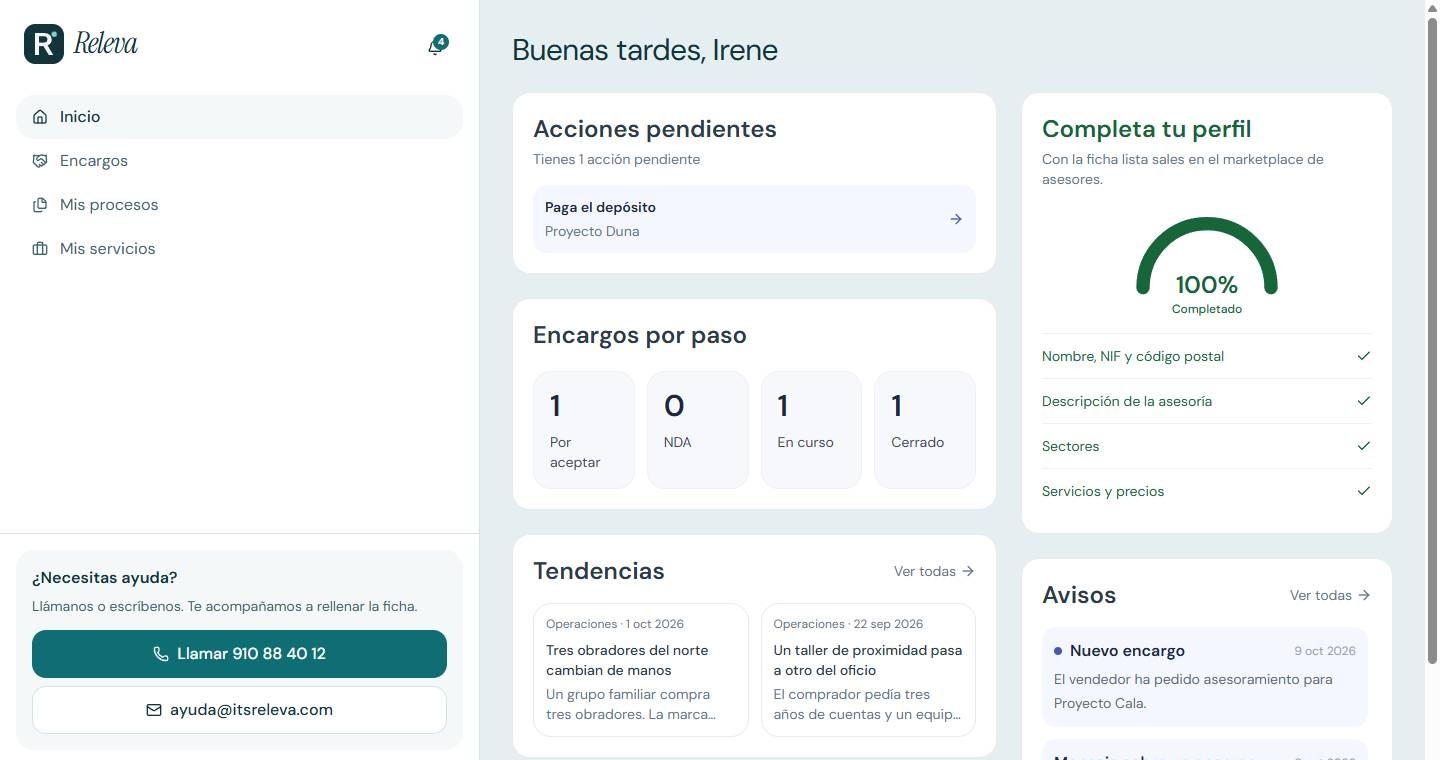 R Releva
4
Inicio
Encargos
Mis procesos
Mis servicios
¿Necesitas ayuda?
Llámanos o escríbenos. Te acompañamos a rellenar la ficha.
Llamar 910 88 40 12
ayuda@itsreleva.com
Buenas tardes, Irene
Acciones pendientes
Tienes 1 acción pendiente
Paga el depósito
Proyecto Duna
Encargos por paso
1
Por
aceptar
0
NDA
1
En curso
1
Cerrado
Tendencias
Ver todas
Operaciones · 1 oct 2026
Tres obradores del norte
cambian de manos
Un grupo familiar compra
tres obradores. La marca…
Operaciones · 22 sep 2026
Un taller de proximidad pasa
a otro del oficio
El comprador pedía tres
años de cuentas y un equip…
Completa tu perfil
Con la ficha lista sales en el marketplace de
asesores.
100%
Completado
Nombre, NIF y código postal
Descripción de la asesoría
Sectores
Servicios y precios
Avisos
Ver todas
Nuevo encargo
9 oct 2026
El vendedor ha pedido asesoramiento para
Proyecto Cala.